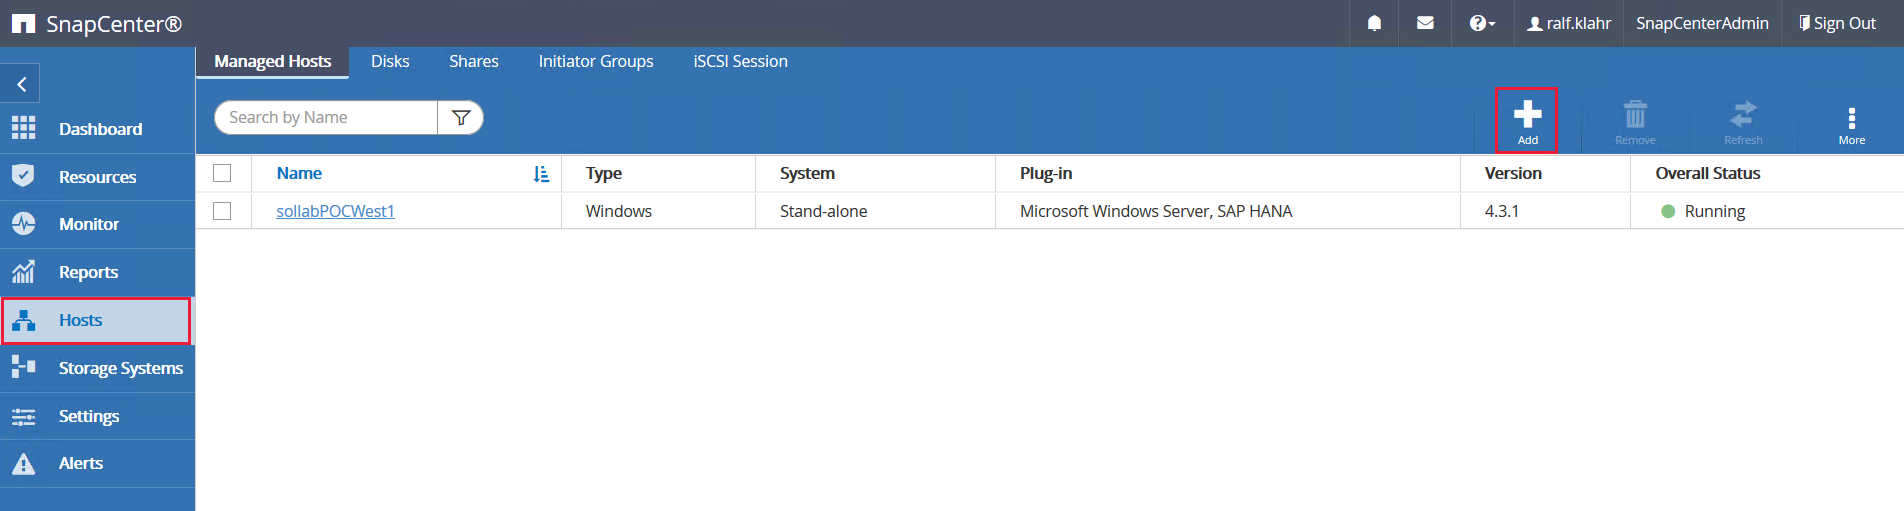 SnapCenter®
ralf.klahr
SnapCenterAdmin
Sign Out
Managed Hosts
Disks
Shares
Initiator Groups
iSCSI Session
Search by Name
Add
Remove
Refresh
More
Dashboard
Resources
Monitor
Reports
Hosts
Storage Systems
Settings
Alerts
Name Type System Plug-in Version Overall Status
sollabPOCWest1 Windows Stand-alone Microsoft Windows Server, SAP HANA 4.3.1 Running